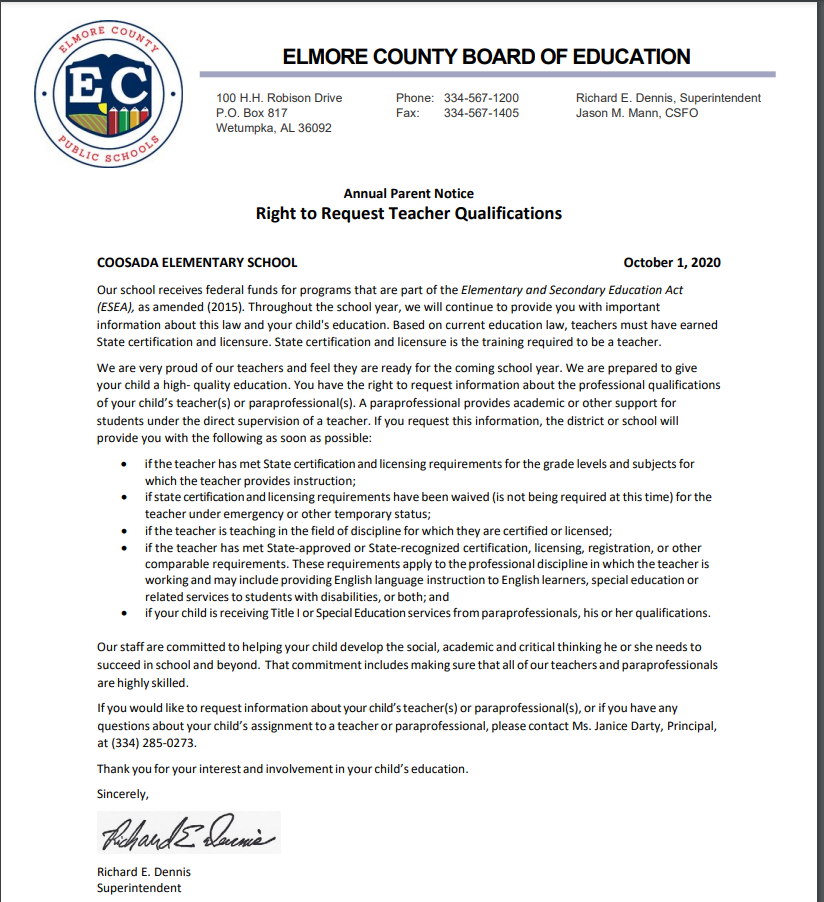 ELMORE COUNTY
EC
PUBLIC SCHOOLS
ELMORE COUNTY BOARD OF EDUCATION
100 H.H. Robison Drive Phone: 334-567-1200 Richard E. Dennis, Superintendent
P.O. Box 817 Fax: 334-567-1405 Jason M. Mann, CSFO
Wetumpka, AL 36092
Annual Parent Notice
Right to Request Teacher Qualifications
COOSADA ELEMENTARY SCHOOL October 1, 2020
Our school receives federal funds for programs that are part of the Elementary and Secondary Education Act
(ESEA), as amended (2015). Throughout the school year, we will continue to provide you with important
information about this law and your child's education. Based on current education law, teachers must have earned
State certification and licensure. State certification and licensure is the training required to be a teacher.
We are very proud of our teachers and feel they are ready for the coming school year. We are prepared to give
your child a high- quality education. You have the right to request information about the professional qualifications
of your child's teacher(s) or paraprofessional(s). A paraprofessional provides academic or other support for
students under the direct supervision of a teacher. If you request this information, the district or school will
provide you with the following as soon as possible:
• if the teacher has met State certification and licensing requirements for the grade levels and subjects for
which the teacher provides instruction;
• if state certification and licensing requirements have been waived (is not being required at this time) for the
teacher under emergency or other temporary status;
• if the teacher is teaching in the field of discipline for which they are certified or licensed;
• if the teacher has met State-approved or State-recognized certification, licensing, registration, or other
comparable requirements. These requirements apply to the professional discipline in which the teacher is
working and may include providing English language instruction to English learners, special education or
related services to students with disabilities, or both; and
• if your child is receiving Title I or Special Education services from paraprofessionals, his or her qualifications.
Our staff are committed to helping your child develop the social, academic and critical thinking he or she needs to
succeed in school and beyond. That commitment includes making sure that all of our teachers and paraprofessionals
are highly skilled.
If you would like to request information about your child's teacher(s) or paraprofessional(s), or if you have any
questions about your child's assignment to a teacher or paraprofessional, please contact Ms. Janice Darty, Principal,
at (334) 285-0273.
Thank you for your interest and involvement in your child's education.
Sincerely,
Richard E Dennis
Richard E. Dennis
Superintendent